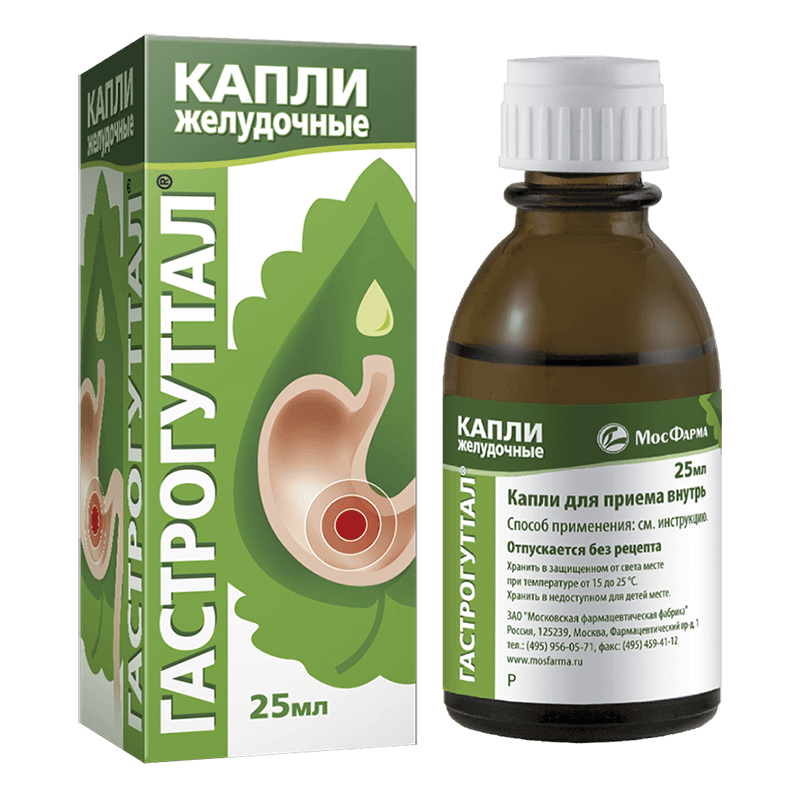 КАПЛИ
желудочные
ГАСТРОГУТТАЛ®
25мл
КАПЛИ
желудочные
ГАСТРОГУТТАЛ®
КАПЛИ
желудочные
ГАСТРОГУТТАЛ®
МосФарма
25мл
Капли для приема внутрь
Способ применения: см. инструкцию.
Отпускается без рецепта
Хранить в защищенном от света месте
при температуре от 15 до 25 °C.
Хранить в недоступном для детей месте.
ЗАО "Московская фармацевтическая фабрика"
Россия, 125239, Москва, Фармацевтический пр-д, 1
тел.: (495) 956-05-71, факс: (495) 459-41-12
www.mosfarma.ru
Р